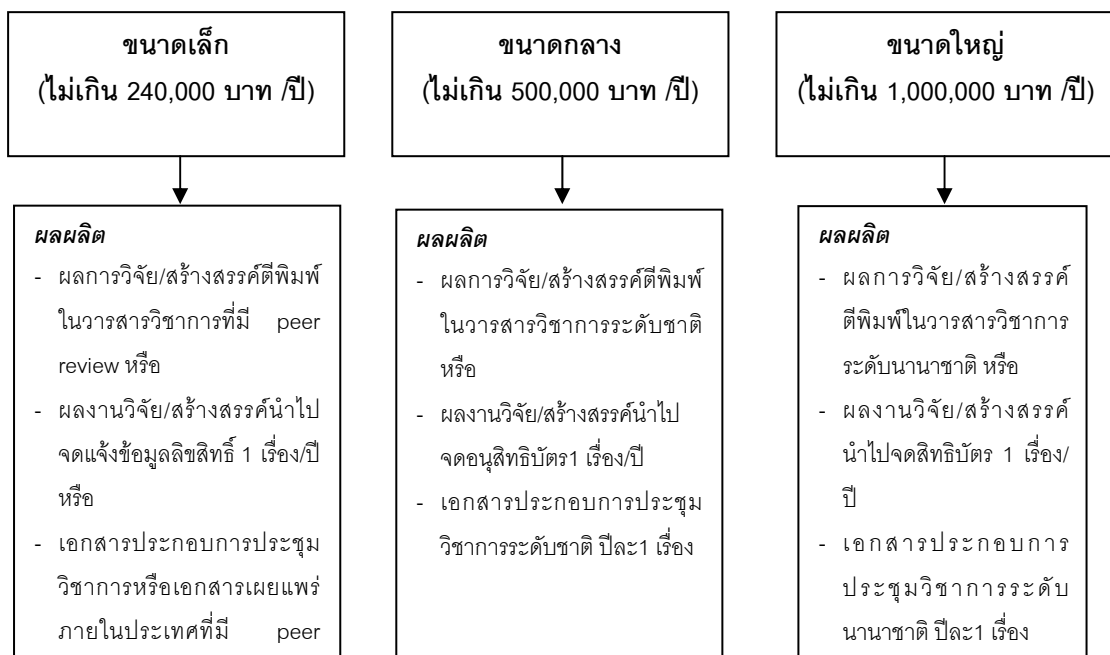 ขนาดเล็ก
(ไม่เกิน 240,000 บาท /ปี)
ผลผลิต
- ผลการวิจัย/สร้างสรรค์ตีพิมพ์
ในวารสารวิชาการที่มี peer
review หรือ
- ผลงานวิจัย/สร้างสรรค์นำไป
จดแจ้งข้อมูลลิขสิทธิ์ 1 เรื่อง/ปี
หรือ
- เอกสารประกอบการประชุม
วิชาการหรือเอกสารเผยแพร่
ภายในประเทศที่มี peer
ขนาดกลาง
(ไม่เกิน 500,000 บาท /ปี)
ผลผลิต
- ผลการวิจัย/สร้างสรรค์ตีพิมพ์
ในวารสารวิชาการระดับชาติ
หรือ
- ผลงานวิจัย/สร้างสรรค์นำไป
จดอนุสิทธิบัตร1 เรื่อง/ปี
- เอกสารประกอบการประชุม
วิชาการระดับชาติ ปีละ1 เรื่อง
ขนาดใหญ่
(ไม่เกิน 1,000,000 บาท /ปี)
ผลผลิต
- ผลการวิจัย/สร้างสรรค์
ตีพิมพ์ในวารสารวิชาการ
ระดับนานาชาติ หรือ
- ผลงานวิจัย/สร้างสรรค์
นำไปจดสิทธิบัตร 1 เรื่อง/
ปี
- เอกสารประกอบการ
ประชุมวิชาการระดับ
นานาชาติ ปีละ1 เรื่อง